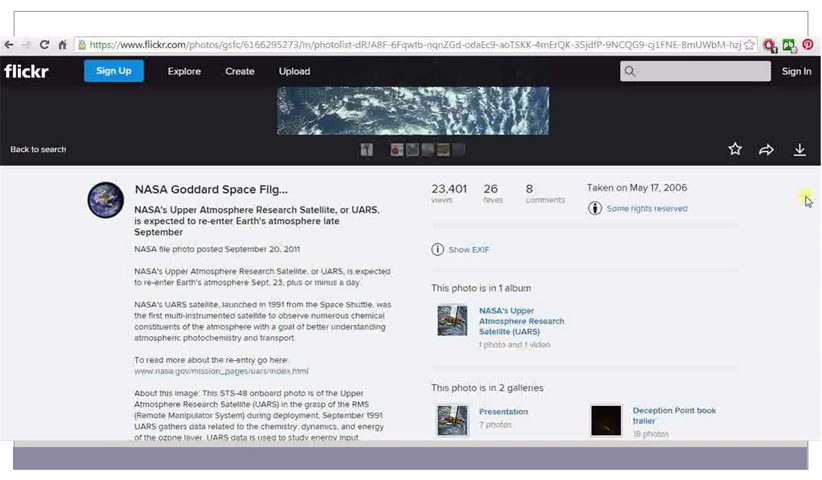 https://www.flickr.com/photos/gsfc/6166295273/in/photolist-dRJA8F-6Fqwtb-nqnZGd-odaEc9-aoTSKK-4mErQK-3SjdfP-9NCQG9-cj1FNE-8mUWbM-hzj
flickr
Sign Up Explore Create Upload Sign In
Back to search
NASA Goddard Space Flig...
NASA's Upper Atmosphere Research Satellite, or UARS,
is expected to re-enter Earth's atmosphere late
September
NASA file photo posted September 20, 2011
NASA's Upper Atmosphere Research Satellite, or UARS, is expected
to re-enter Earth's atmosphere Sept. 23, plus or minus a day.
NASA's UARS satellite, launched in 1991 from the Space Shuttle, was
the first multi-instrumented satellite to observe numerous chemical
constituents of the atmosphere with a goal of better understanding
atmospheric photochemistry and transport
To read more about the re-entry go here:
www.nasa.gov/mission_pages/uars/index.html
About this image: This STS-48 onboard photo is of the Upper
Atmosphere Research Satellite (UARS) in the grasp of the RMS
(Remote Manipulator System) during deployment, September 1991
UARS gathers data related to the chemistry, dynamics, and energy
of the ozone layer. UARS data is used to study energy input,
23,401 26 8
views faves comments
Taken on May 17, 2006
Some rights reserved
Show EXIF
This photo is in 1 album
NASA's Upper
Atmosphere Research
Satellite (UARS)
1 photo and 1 video
This photo is in 2 galleries
Presentation
7 photos
Deception Point book
trailer
18 photos